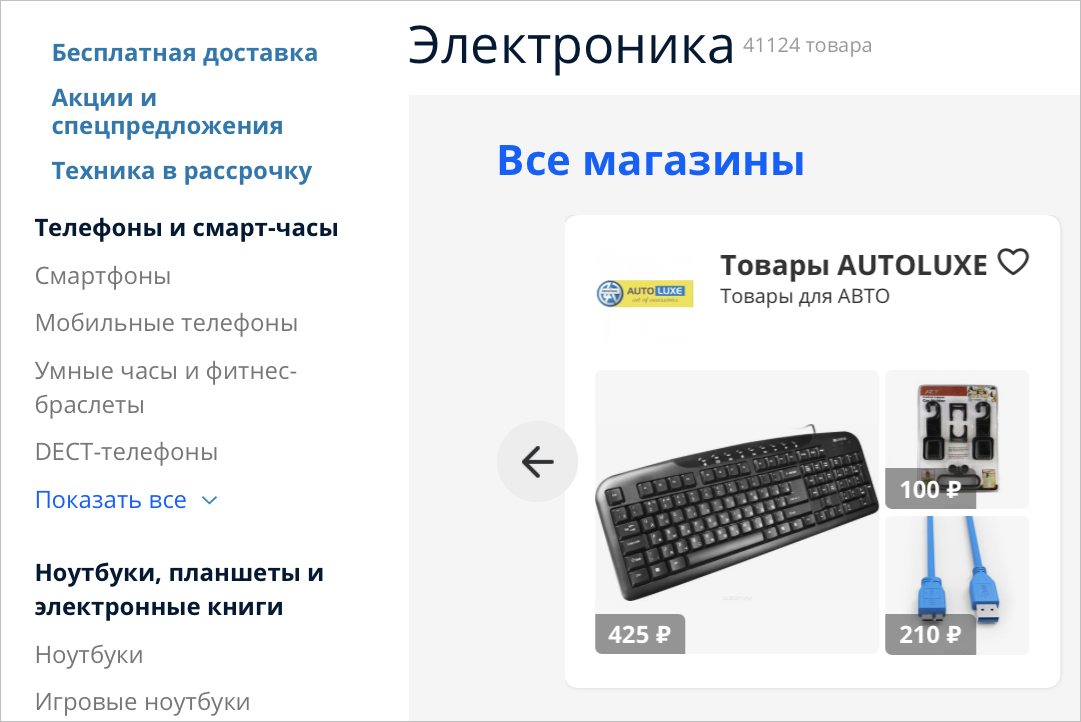 Бесплатная доставка
Акции и
спецпредложения
Техника в рассрочку
Телефоны и смарт-часы
Смартфоны
Мобильные телефоны
Умные часы и фитнес-
браслеты
DECT-телефоны
Показать все
Ноутбуки, планшеты и
электронные книги
Ноутбуки
Игровые ноутбуки
Электроника 41124 товара
Все магазины
AUTOLUXE
Товары AUTOLUXE
Товары для АВТО
425 ₽
100 ₽
210 ₽